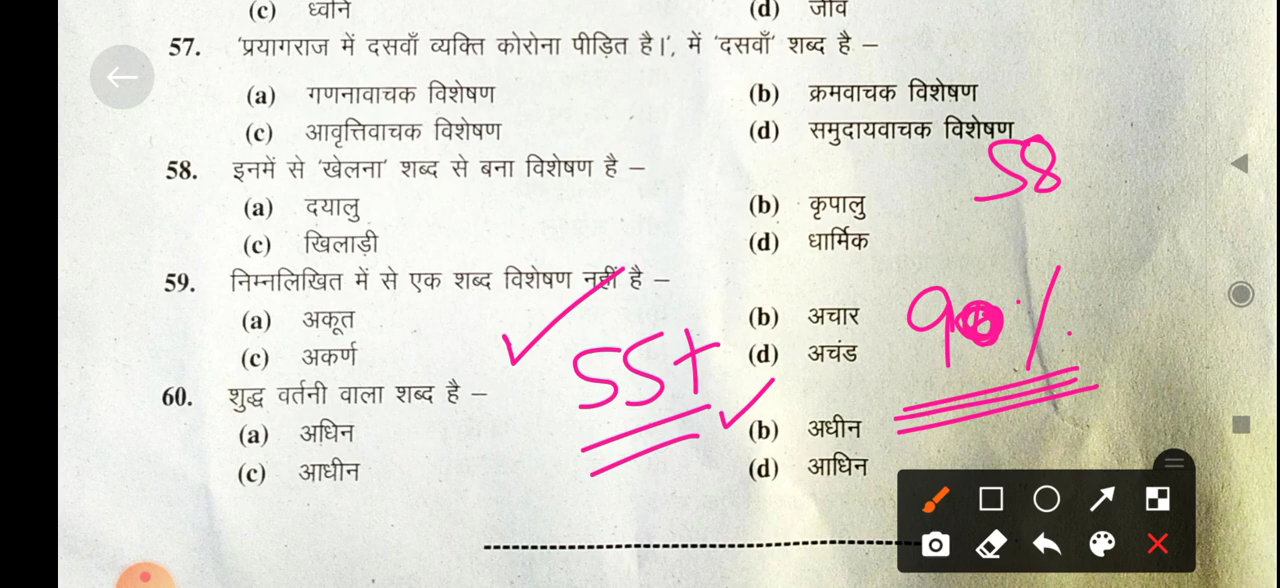 (c) ध्वनि (d) जीव
57. 'प्रयागराज में दसवाँ व्यक्ति कोरोना पीड़ित है।', में 'दसवाँ' शब्द है –
(a) गणनावाचक विशेषण (b) क्रमवाचक विशेषण
(c) आवृत्तिवाचक विशेषण (d) समुदायवाचक विशेषण
58
58. इनमें से 'खेलना' शब्द से बना विशेषण है –
(a) दयालु (b) कृपालु
(c) खिलाड़ी (d) धार्मिक
59. निम्नलिखित में से एक शब्द विशेषण नहीं है –
(a) अकूत (b) अचार
(c) अकर्ण (d) अचंड
55+ 90%
60. शुद्ध वर्तनी वाला शब्द है –
(a) अधिन (b) अधीन
(c) आधीन (d) आधिन